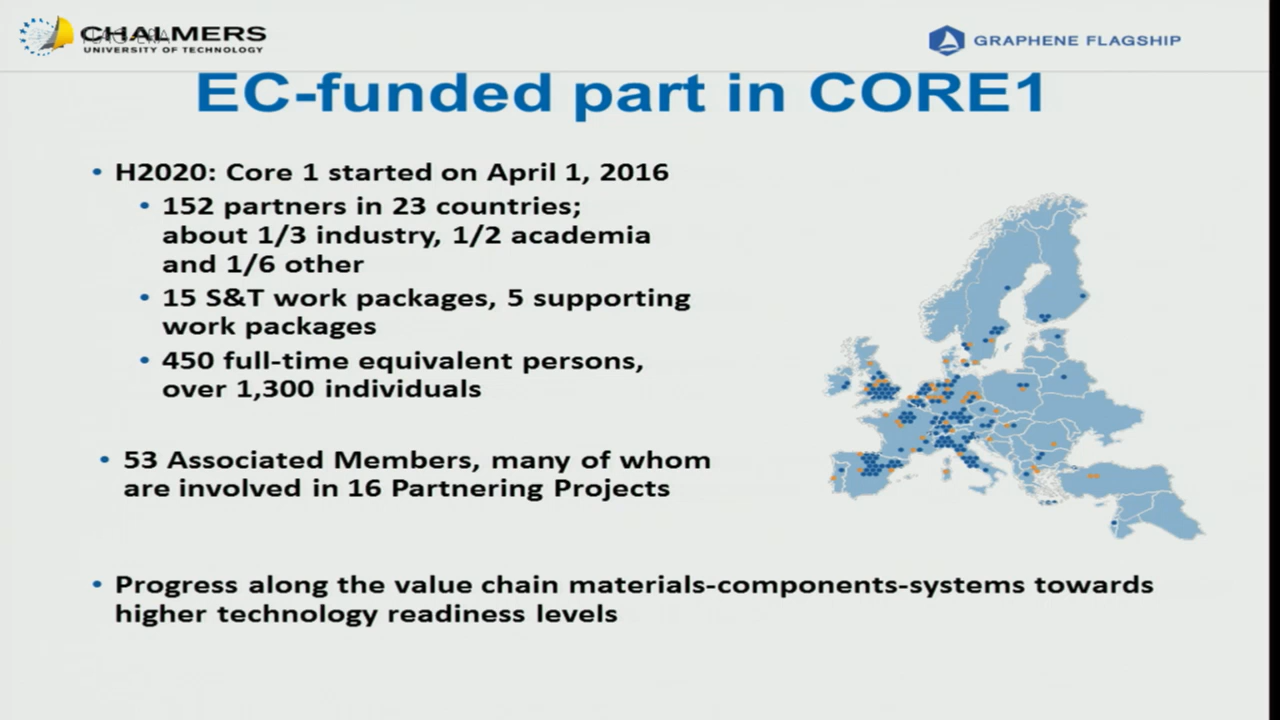 CHALMERS
FLAG-ERA
UNIVERSITY OF TECHNOLOGY
GRAPHENE FLAGSHIP
EC-funded part in CORE1
• H2020: Core 1 started on April 1, 2016
• 152 partners in 23 countries;
about 1/3 industry, 1/2 academia
and 1/6 other
• 15 S&T work packages, 5 supporting
work packages
• 450 full-time equivalent persons,
over 1,300 individuals
• 53 Associated Members, many of whom
are involved in 16 Partnering Projects
• Progress along the value chain materials-components-systems towards
higher technology readiness levels